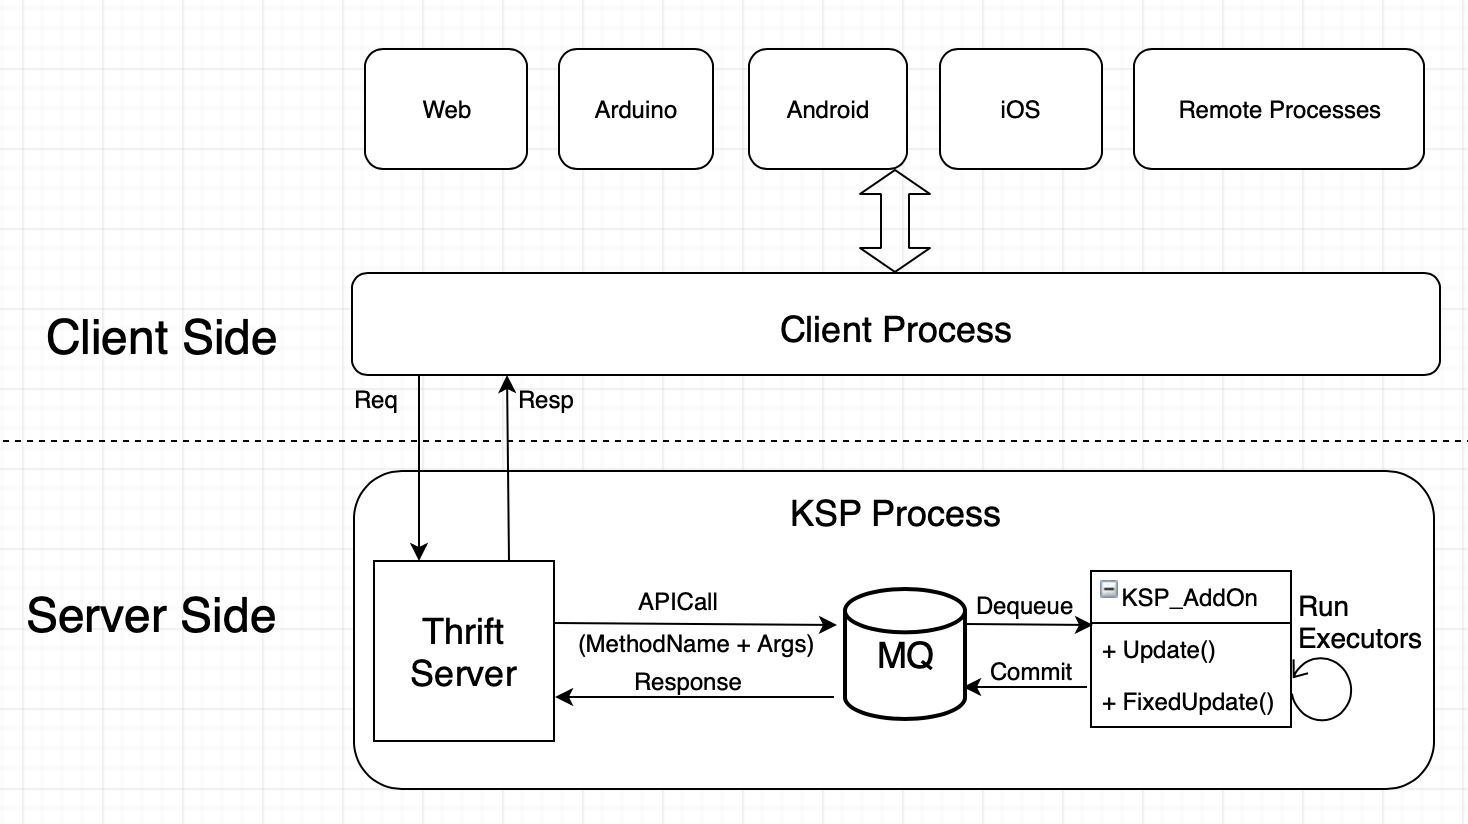 Web
Arduino
Android
iOS
Remote Processes
Client Side
Client Process
Req
Resp
KSP Process
Server Side
Thrift
Server
APICall
(MethodName + Args)
Response
MQ
Dequeue
Commit
KSP_AddOn
+ Update()
+ FixedUpdate()
Run
Executors